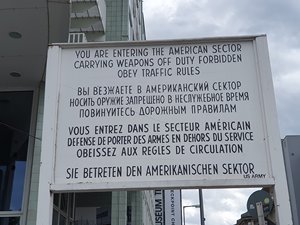 YOU ARE ENTERING THE AMERICAN SECTOR
CARRYING WEAPONS OFF DUTY FORBIDDEN
OBEY TRAFFIC RULES
ВЫ ВЪЕЗЖАЕТЕ В АМЕРИКАНСКИЙ СЕКТОР
НОСИТЬ ОРУЖИЕ ЗАПРЕЩЕНО В НЕСЛУЖЕБНОЕ ВРЕМЯ
ПОВИНУЙТЕСЬ ДОРОЖНЫМ ПРАВИЛАМ
VOUS ENTREZ DANS LE SECTEUR AMÉRICAIN
DEFENSE DE PORTER DES ARMES EN DEHORS DU SERVICE
OBEISSEZ AUX REGLES DE CIRCULATION
SIE BETRETEN DEN AMERIKANISCHEN SEKTOR
US ARMY